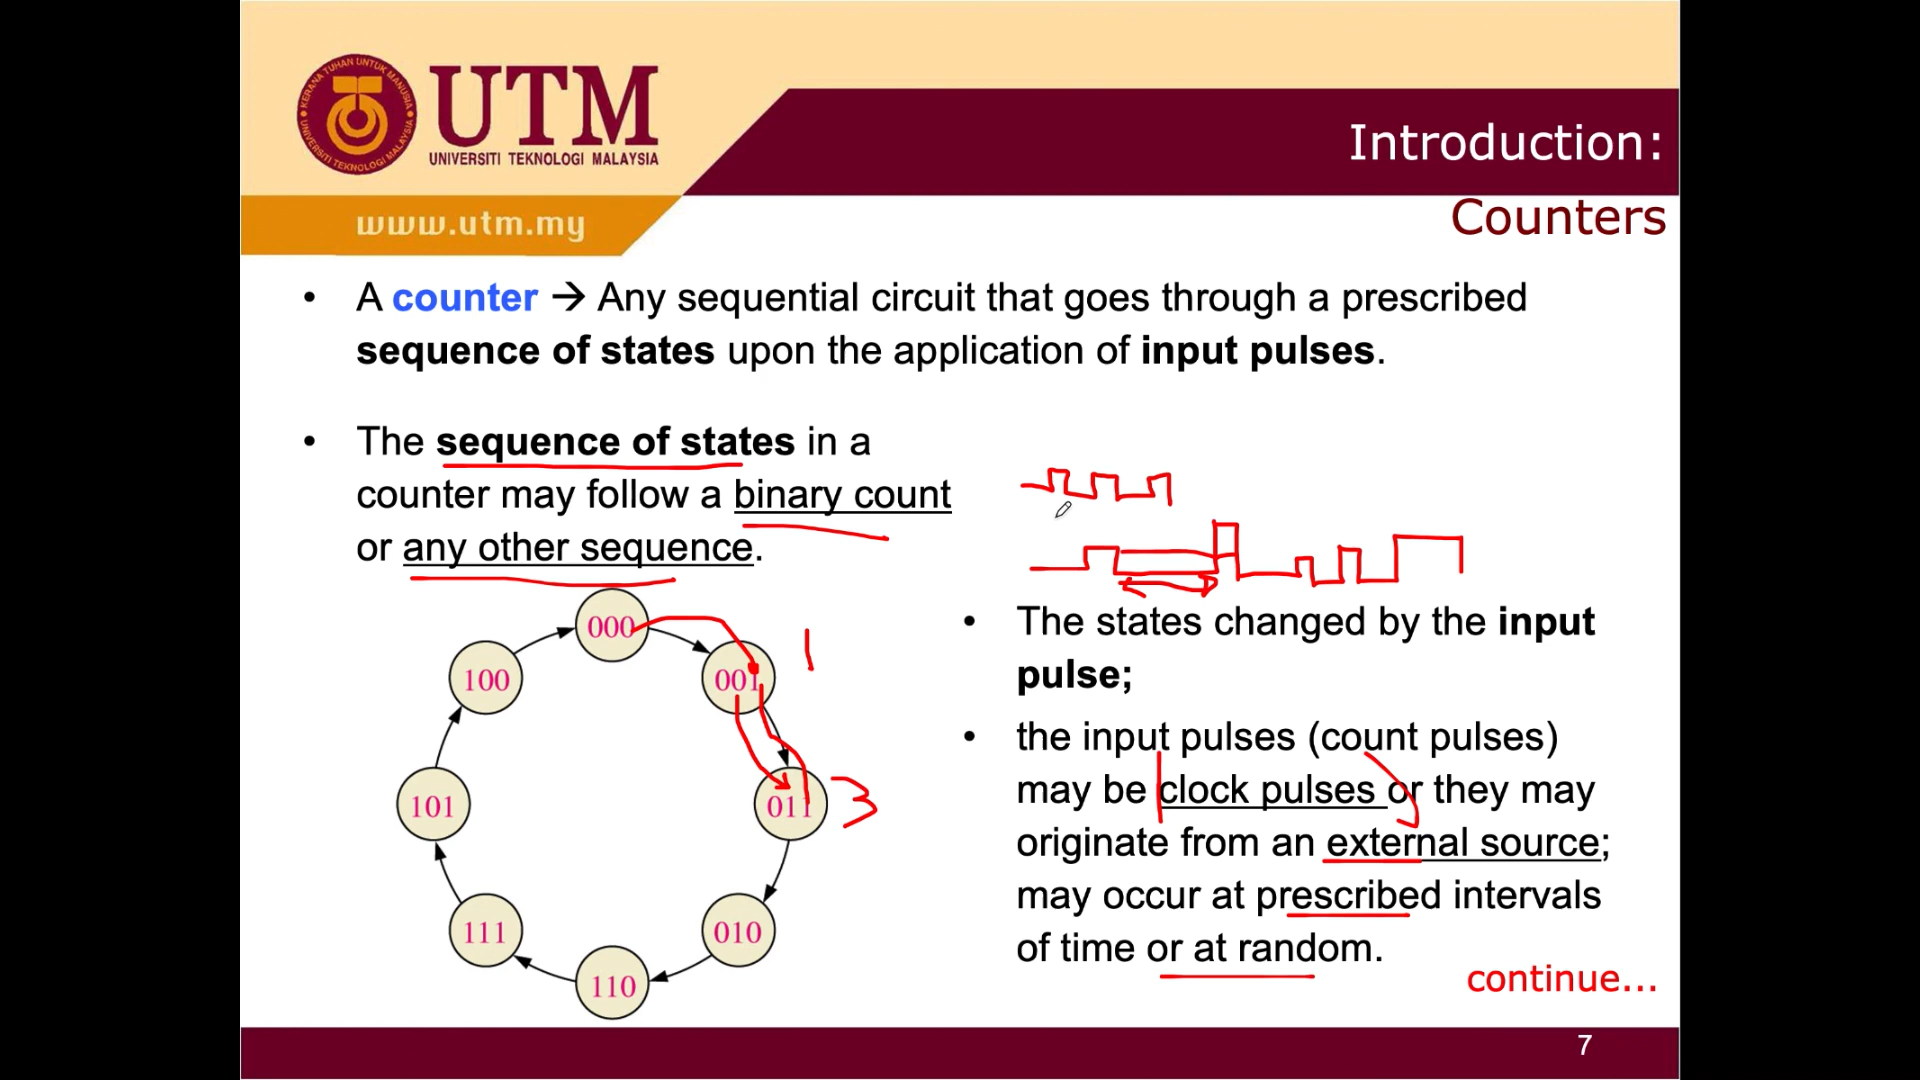 KERANA TUHAN UNTUK MANUSIA
UNIVERSITI TEKNOLOGI MALAYSIA
UTM
UNIVERSITI TEKNOLOGI MALAYSIA
www.utm.my
Introduction:
Counters
• A counter → Any sequential circuit that goes through a prescribed
sequence of states upon the application of input pulses.
• The sequence of states in a
counter may follow a binary count
or any other sequence.
000
001
1
011
3
010
110
111
101
100
• The states changed by the input
pulse;
• the input pulses (count pulses)
may be clock pulses or they may
originate from an external source;
may occur at prescribed intervals
of time or at random.
continue...
7